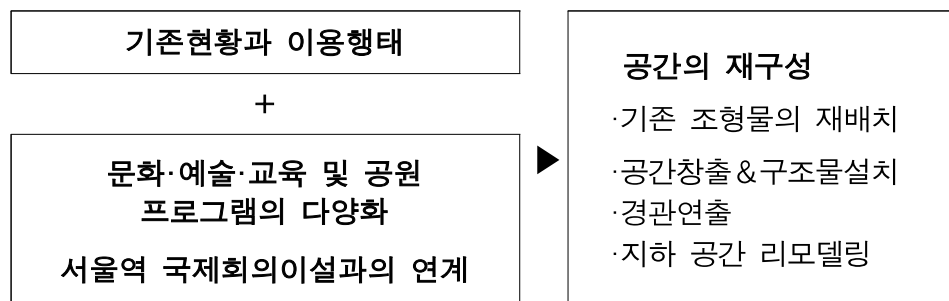 기존현황과 이용행태
+
문화·예술·교육 및 공원
프로그램의 다양화
서울역 국제회의이설과의 연계
▶
공간의 재구성
·기존 조형물의 재배치
·공간창출&구조물설치
·경관연출
·지하 공간 리모델링